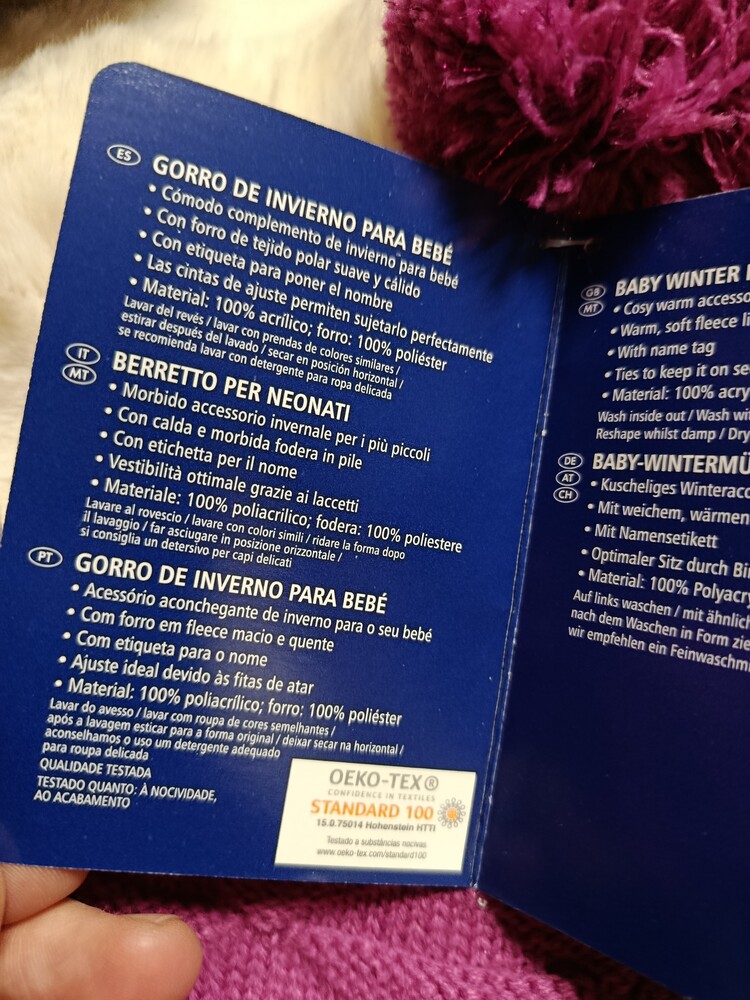 ES
GORRO DE INVIERNO PARA BEBÉ
• Cómodo complemento de invierno para bebé
• Con forro de tejido polar suave y cálido
• Con etiqueta para poner el nombre
• Las cintas de ajuste permiten sujetarlo perfectamente
• Material: 100% acrílico; forro: 100% poliéster
Lavar del revés / lavar con prendas de colores similares /
estirar después del lavado / secar en posición horizontal /
se recomienda lavar con detergente para ropa delicada
IT
MT
BERRETTO PER NEONATI
• Morbido accessorio invernale per i più piccoli
• Con calda e morbida fodera in pile
• Con etichetta per il nome
• Vestibilità ottimale grazie ai laccetti
• Materiale: 100% poliacrilico; fodera: 100% poliestere
Lavare al rovescio / lavare con colori simili / ridare la forma dopo
il lavaggio / far asciugare in posizione orizzontale /
si consiglia un detersivo per capi delicati
PT
GORRO DE INVERNO PARA BEBÉ
• Acessório aconchegante de inverno para o seu bebé
• Com forro em fleece macio e quente
• Com etiqueta para o nome
• Ajuste ideal devido às fitas de atar
• Material: 100% poliacrílico; forro: 100% poliéster
Lavar do avesso / lavar com roupa de cores semelhantes /
após a lavagem esticar para a forma original / deixar secar na horizontal /
aconselhamos o uso um detergente adequado
para roupa delicada
QUALIDADE TESTADA
TESTADO QUANTO: À NOCIVIDADE,
AO ACABAMENTO
OEKO-TEX®
CONFIDENCE IN TEXTILES
STANDARD 100
15.0.75014 Hohenstein HTTI
Testado a substâncias nocivas.
www.oeko-tex.com/standard100
GB
MT
BABY WINTER
• Cosy warm accesso
• Warm, soft fleece li
• With name tag
• Ties to keep it on se
• Material: 100% acry
Wash inside out / Wash wi
Reshape whilst damp / Dry
DE
AT
CH
BABY-WINTERMÜ
• Kuscheliges Winteracc
• Mit weichem, wärmen
• Mit Namensetikett
• Optimaler Sitz durch Bi
• Material: 100% Polyacry
Auf links waschen / mit ähnlich
nach dem Waschen in Form zie
wir empfehlen ein Feinwaschm